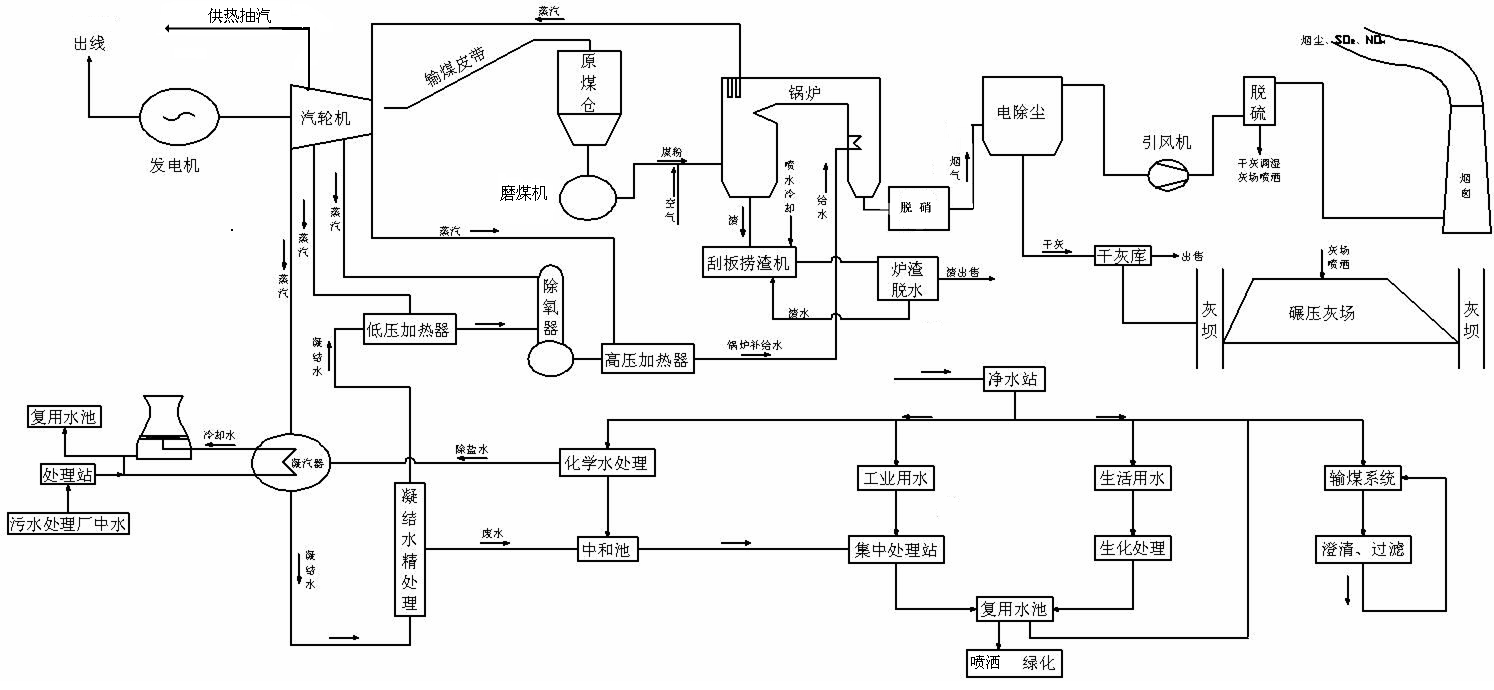 供热抽汽
蒸汽
出线
烟尘、SO₂、NOₓ
输煤皮带
原煤仓
锅炉
电除尘
脱硫
汽轮机
发电机
引风机
煤粉
磨煤机
空气
喷水冷却
给水
烟气
干灰调湿
灰场喷洒
烟囱
脱硝
蒸汽
蒸汽
蒸汽
蒸汽
渣
刮板捞渣机
炉渣脱水
渣出售
渣水
干灰
干灰库
出售
灰场喷洒
灰坝
碾压灰场
灰坝
除氧器
低压加热器
高压加热器
锅炉补给水
凝结水
净水站
复用水池
冷却水
凝汽器
除盐水
化学水处理
工业用水
生活用水
输煤系统
处理站
污水处理厂中水
凝结水精处理
废水
中和池
集中处理站
生化处理
澄清、过滤
凝结水
复用水池
喷洒 绿化